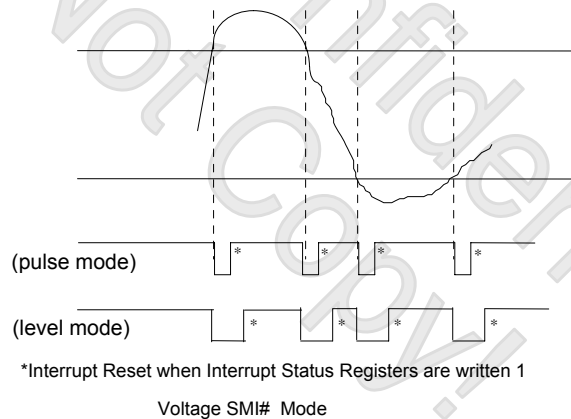 (pulse mode)
* * * *
(level mode)
* * * *
*Interrupt Reset when Interrupt Status Registers are written 1
Voltage SMI# Mode